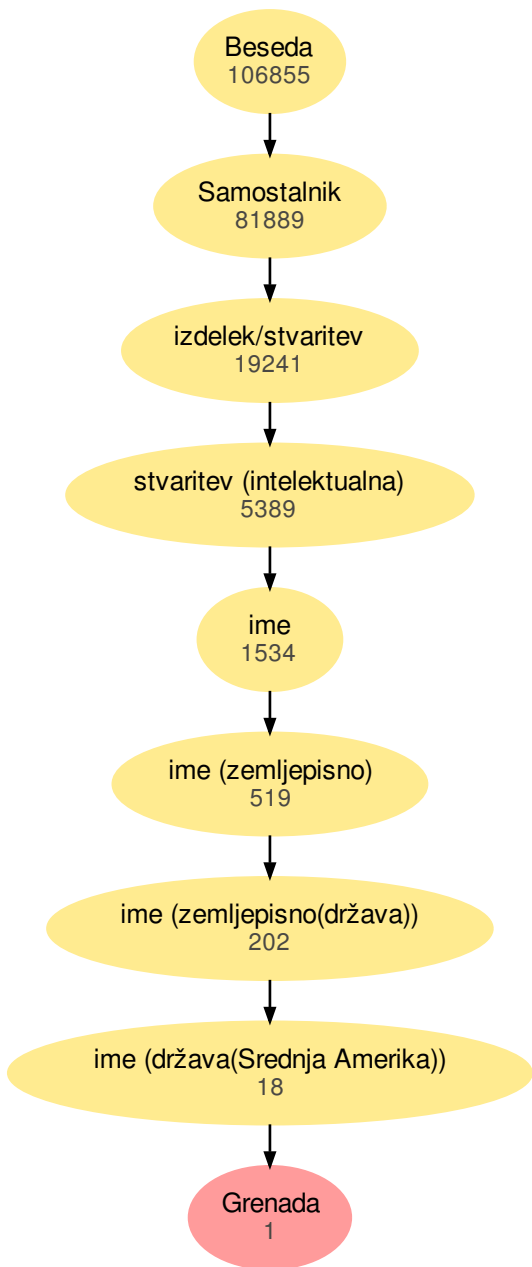 Beseda
106855
Samostalnik
81889
izdelek/stvaritev
19241
stvaritev (intelektualna)
5389
ime
1534
ime (zemljepisno)
519
ime (zemljepisno(država))
202
ime (država(Srednja Amerika))
18
Grenada
1